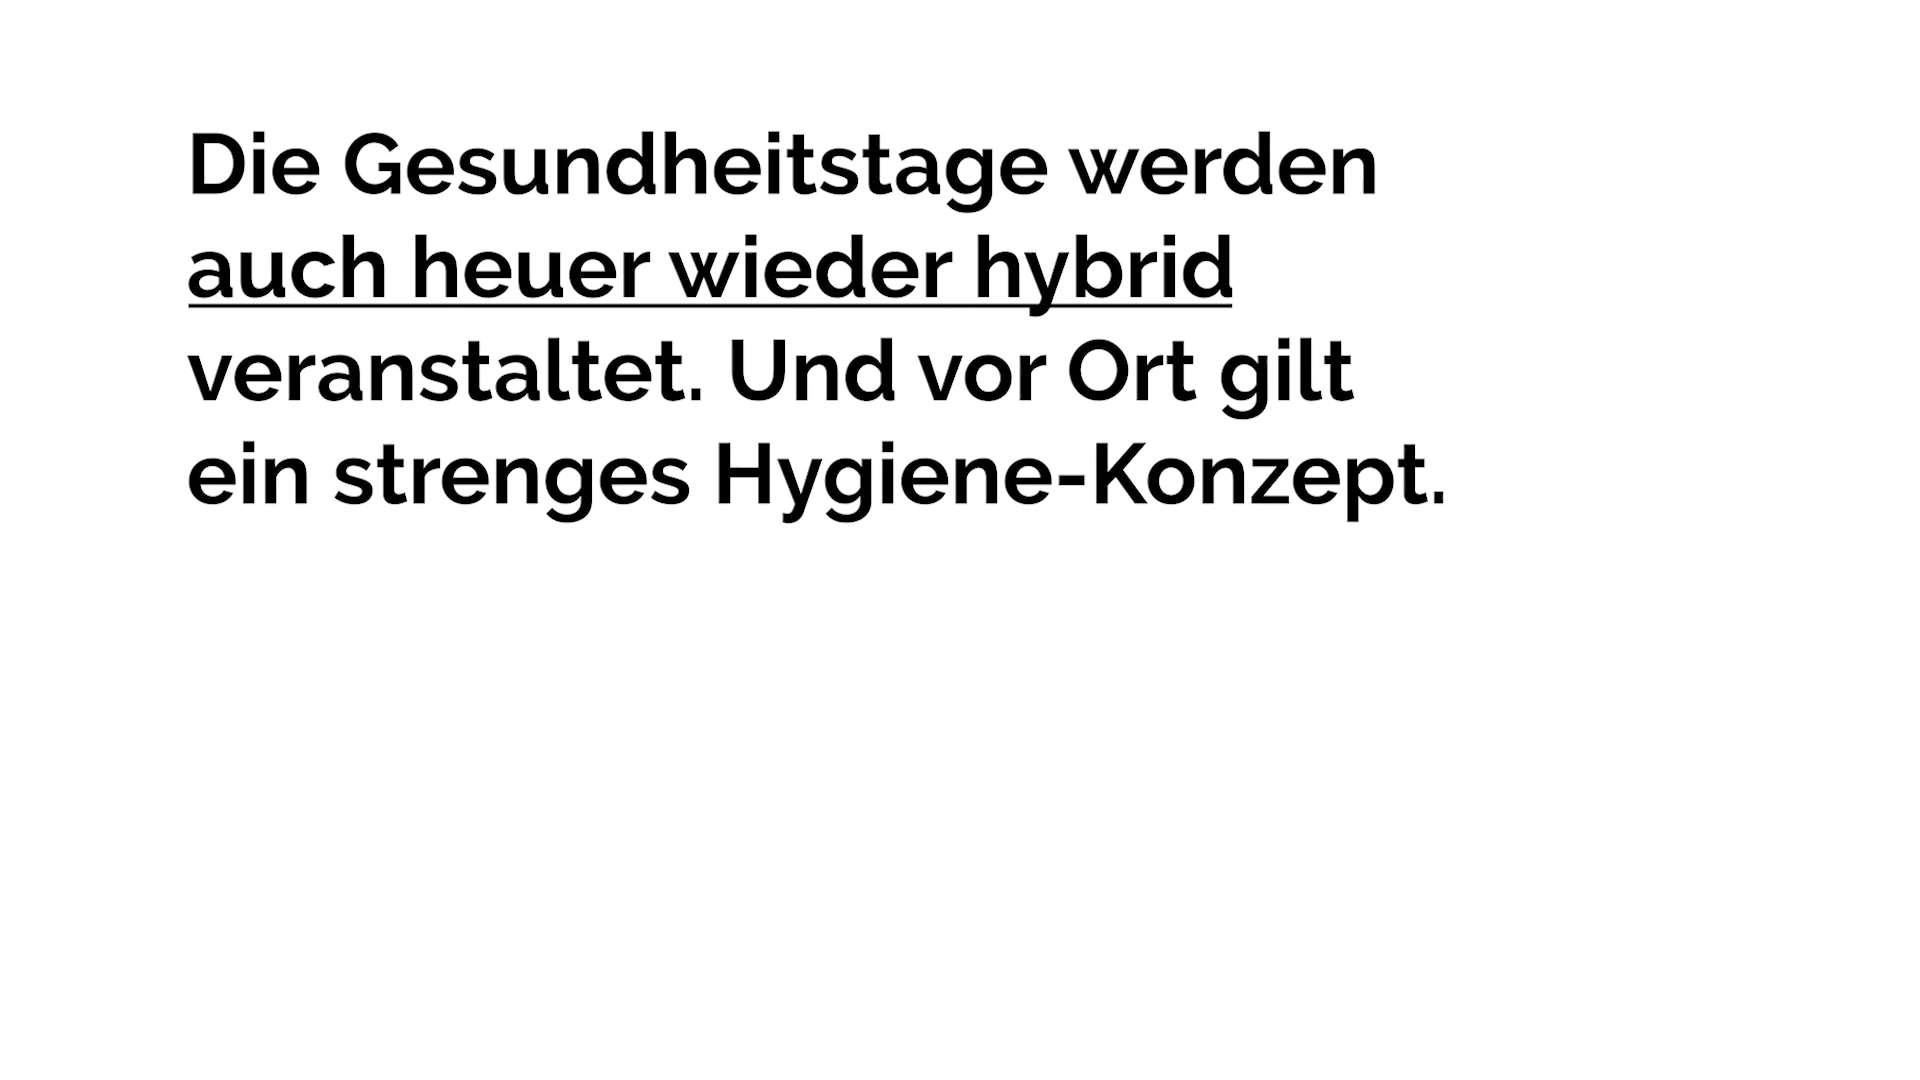 Die Gesundheitstage werden
auch heuer wieder hybrid
veranstaltet. Und vor Ort gilt
ein strenges Hygiene-Konzept.